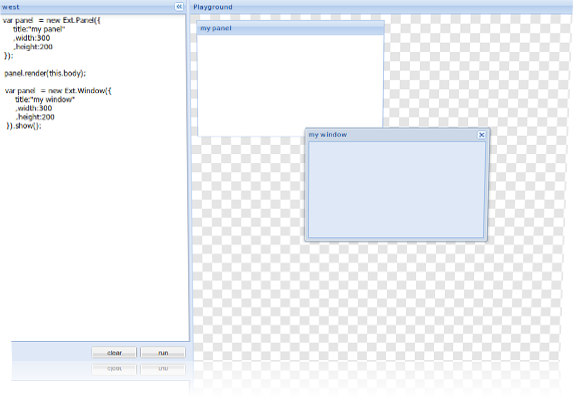 west
var panel = new Ext.Panel({
title:"my panel"
,width:300
,height:200
});
panel.render(this.body);
var panel = new Ext.Window({
title:"my window"
,width:300
,height:200
}).show();
clear run
Playground
my panel
my window